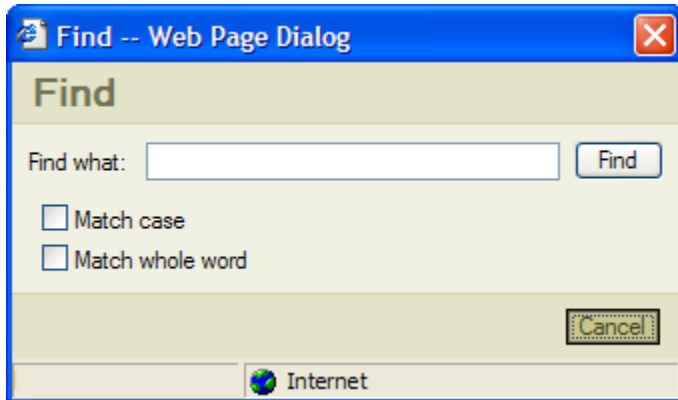 Find -- Web Page Dialog
Find
Find what: Find
Match case
Match whole word
Cancel
Internet